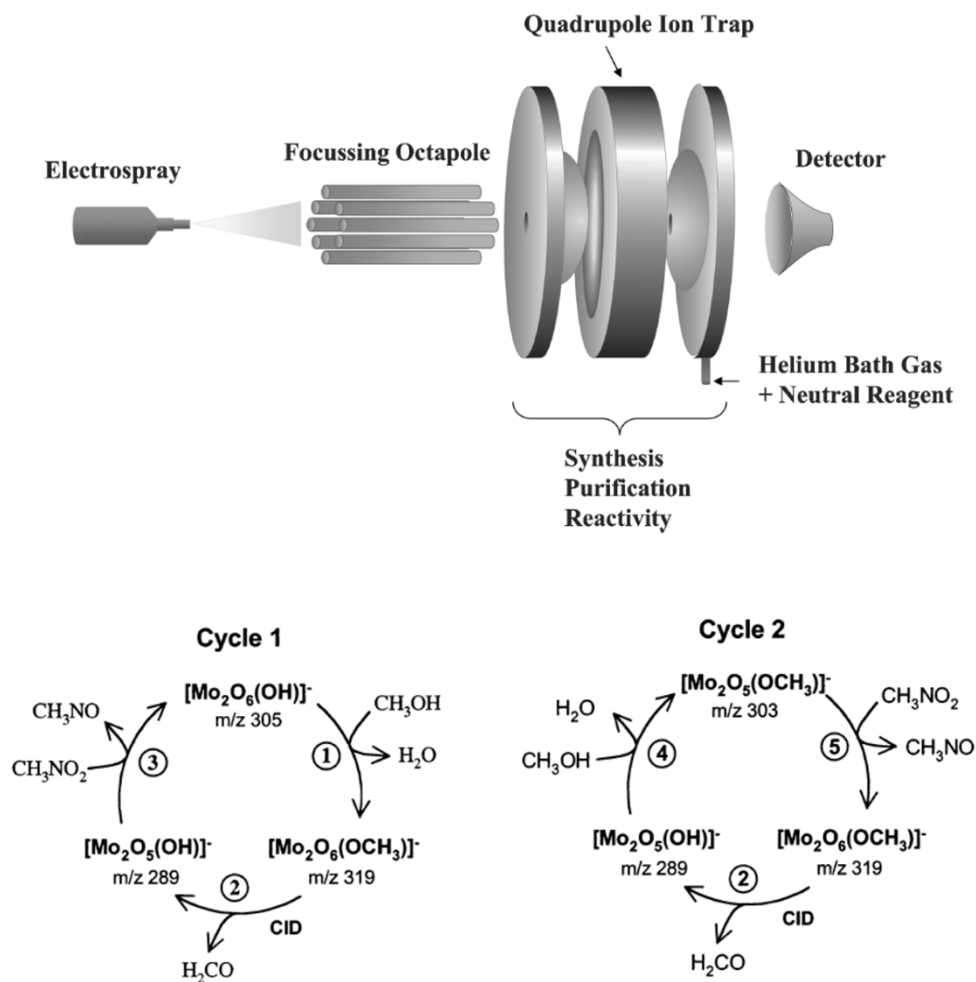 Quadrupole Ion Trap
Focussing Octapole
Electrospray
Detector
Helium Bath Gas
+ Neutral Reagent
Synthesis
Purification
Reactivity
Cycle 1
[Mo₂O₆(OH)]⁻
m/z 305
CH₃NO
CH₃OH
①
H₂O
③
CH₃NO₂
[Mo₂O₅(OH)]⁻
m/z 289
[Mo₂O₆(OCH₃)]⁻
m/z 319
②
CID
H₂CO
Cycle 2
[Mo₂O₅(OCH₃)]⁻
m/z 303
H₂O
CH₃NO₂
④
⑤
CH₃OH
CH₃NO
[Mo₂O₅(OH)]⁻
m/z 289
[Mo₂O₆(OCH₃)]⁻
m/z 319
②
CID
H₂CO